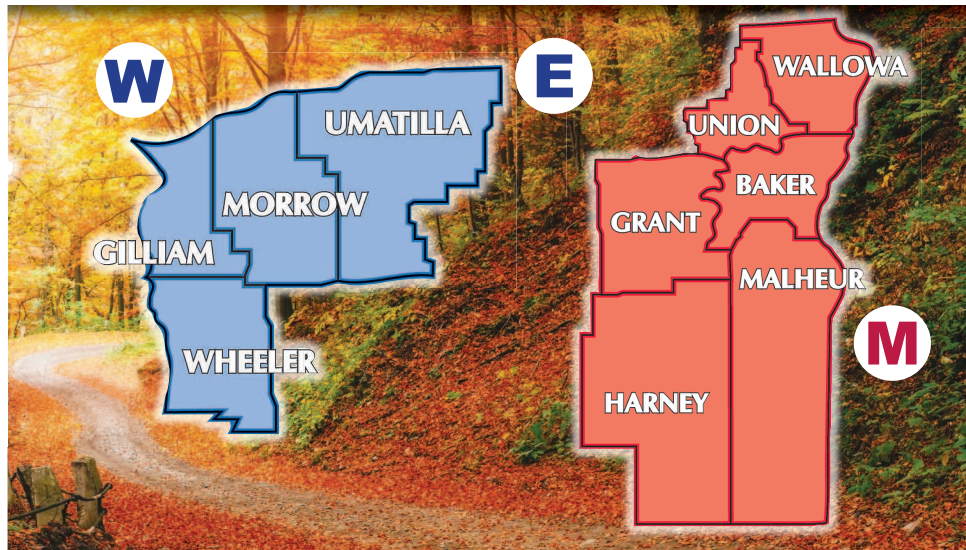 W
E
UMATILLA
MORROW
GILLIAM
WHEELER
WALLOWA
UNION
BAKER
GRANT
MALHEUR
HARNEY
M